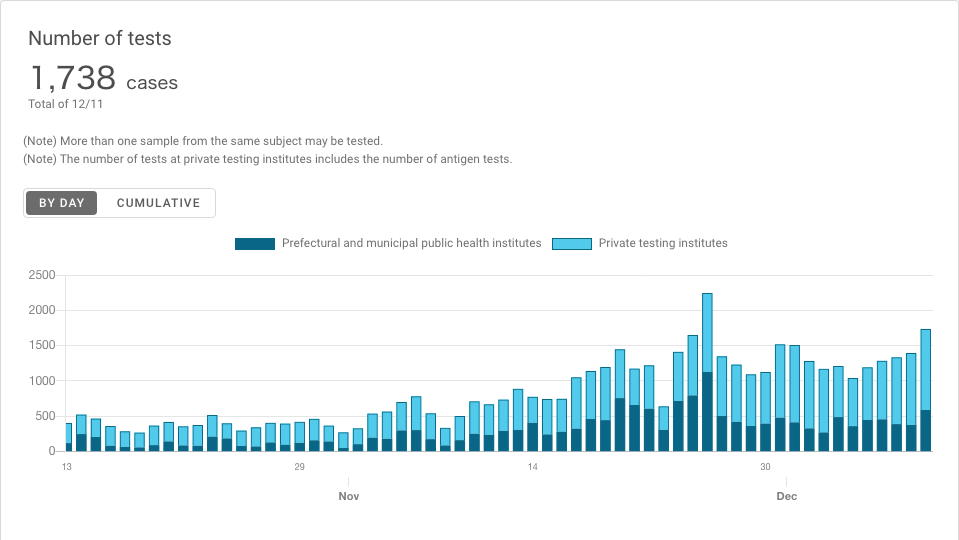 Number of tests
1,738 cases
Total of 12/11
(Note) More than one sample from the same subject may be tested.
(Note) The number of tests at private testing institutes includes the number of antigen tests.
BY DAY CUMULATIVE
Prefectural and municipal public health institutes Private testing institutes
2500
2000
1500
1000
500
0
13 29 14 30
Nov Dec